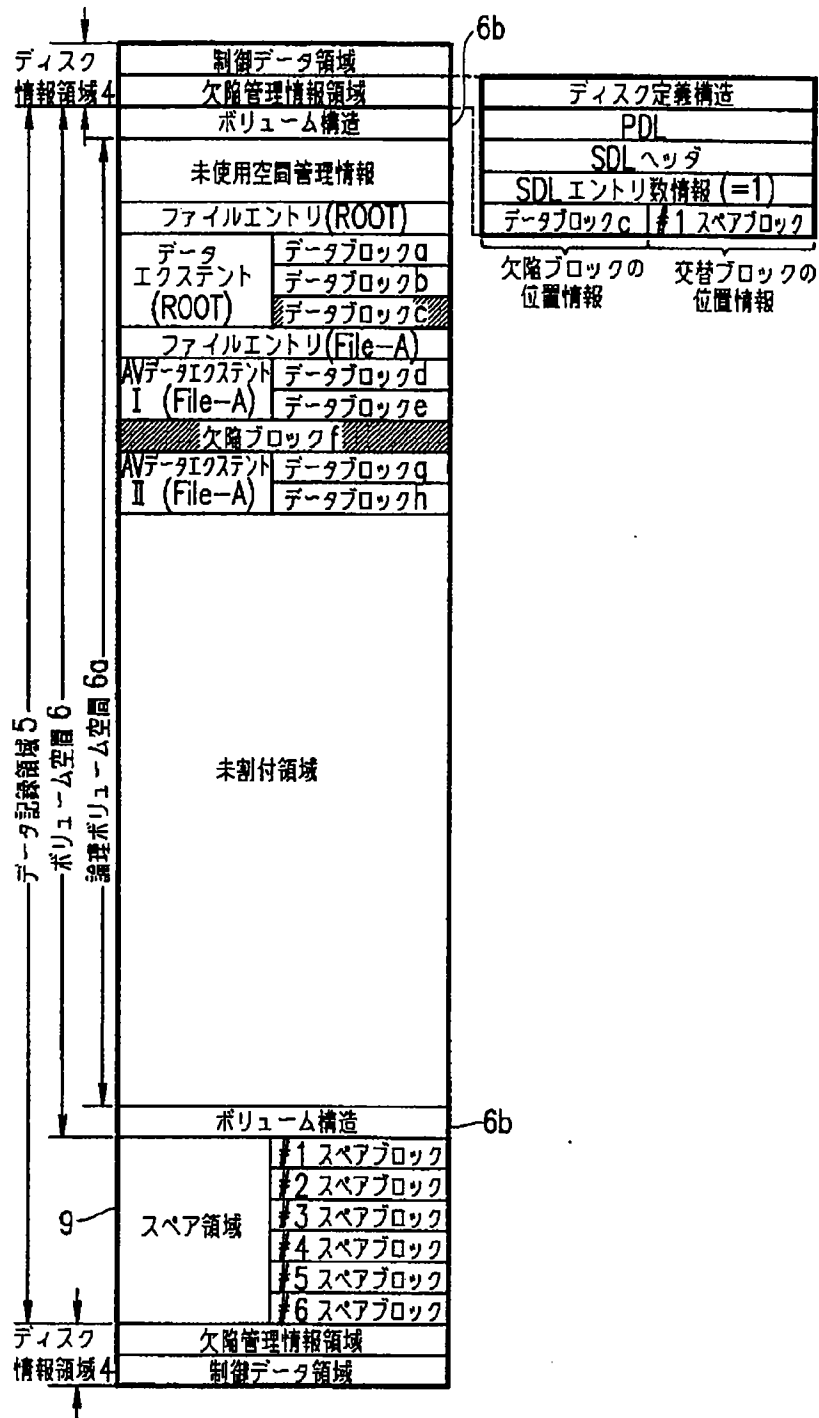 6b
ディスク
情報領域4
制御データ領域
欠陥管理情報領域
ボリューム構造
未使用空間管理情報
ファイルエントリ(ROOT)
データ
エクステント
(ROOT)
データブロックa
データブロックb
データブロックc
ファイルエントリ(File-A)
AVデータエクステント
I (File-A)
データブロックd
データブロックe
欠陥ブロックf
AVデータエクステント
II (File-A)
データブロックg
データブロックh
未割付領域
ボリューム構造
6b
スペア領域
#1 スペアブロック
#2 スペアブロック
#3 スペアブロック
#4 スペアブロック
#5 スペアブロック
#6 スペアブロック
9
ディスク
情報領域4
欠陥管理情報領域
制御データ領域
データ記録領域5
ボリューム空間6
論理ボリューム空間6a
ディスク定義構造
PDL
SDLヘッダ
SDLエントリ数情報(=1)
データブロックc
#1 スペアブロック
欠陥ブロックの
位置情報
交替ブロックの
位置情報